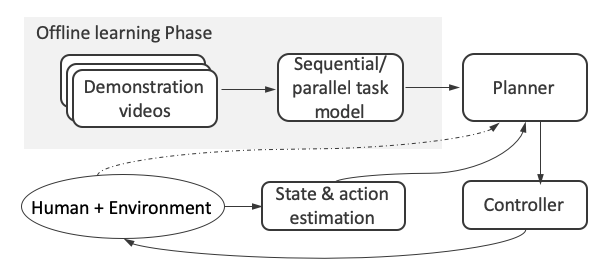 Offline learning Phase
Demonstration
videos
Sequential/
parallel task
model
Planner
Human + Environment
State & action
estimation
Controller